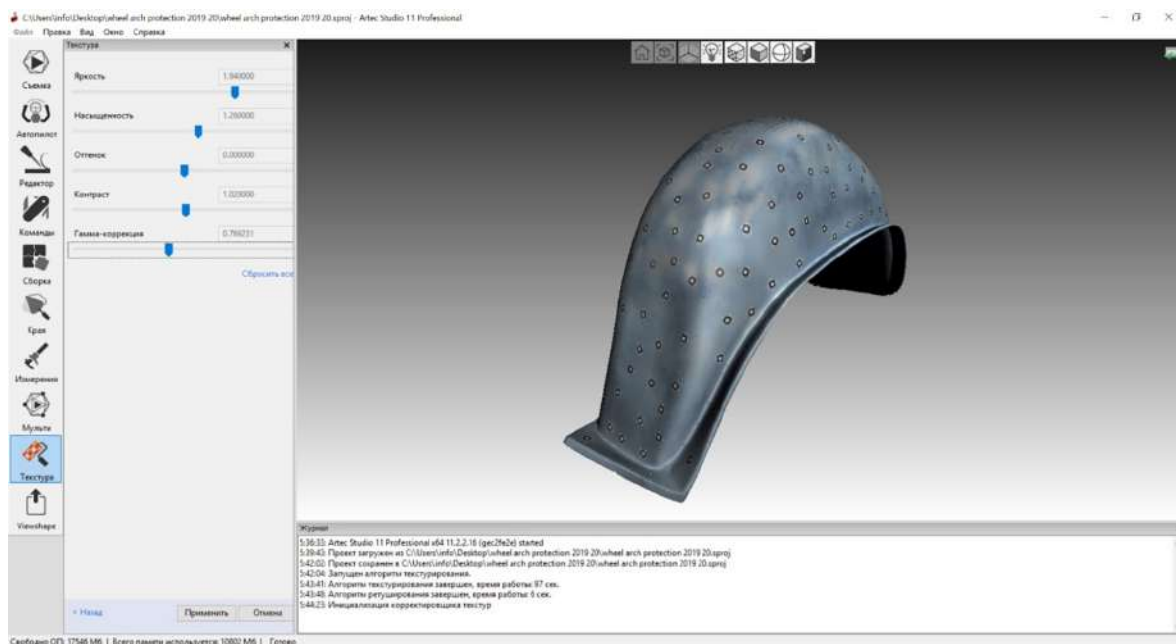 C:\Users\info\Desktop\wheel arch protection 2019 20\wheel arch protection 2019 20.sproj - Artec Studio 11 Professional
Файл Правка Вид Окно Справка
Текстура
Съемка
Автопилот
Редактор
Команды
Сборка
Края
Измерения
Мульти
Текстура
Viewshape
Яркость 1.940000
Насыщенность 1.260000
Оттенок 0.000000
Контраст 1.020000
Гамма-коррекция 0.769231
Сбросить все
< Назад Применить Отмена
Журнал
5:36:33: Artec Studio 11 Professional x64 11.2.2.16 (gec2fe2e) started
5:39:43: Проект загружен из C:\Users\info\Desktop\wheel arch protection 2019 20\wheel arch protection 2019 20.sproj
5:42:02: Проект сохранен в C:\Users\info\Desktop\wheel arch protection 2019 20\wheel arch protection 2019 20.sproj
5:42:04: Запущен алгоритм текстурирования.
5:43:41: Алгоритм текстурирования завершен, время работы: 97 сек.
5:43:48: Алгоритм ретуширования завершен, время работы: 6 сек.
5:44:23: Инициализация корректировщика текстур
Свободно ОП: 17546 Мб | Всего памяти используется: 10802 Мб | Готово